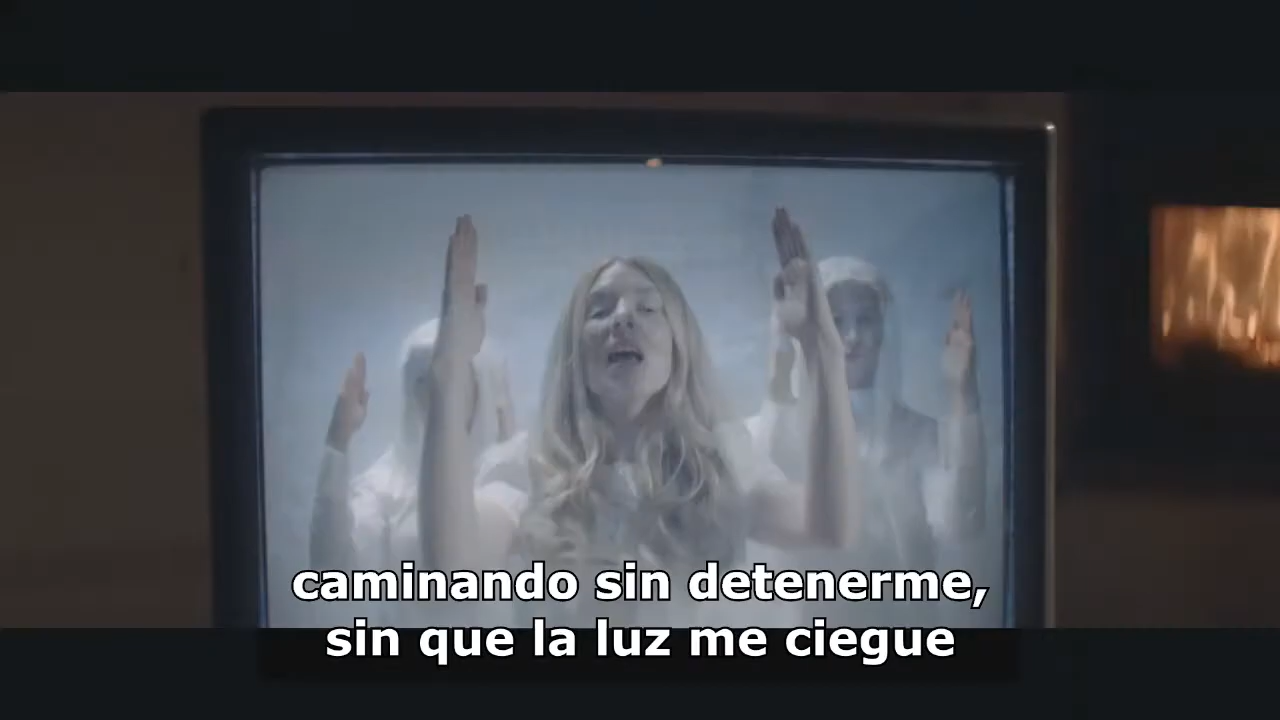 caminando sin detenerme,
sin que la luz me ciegue